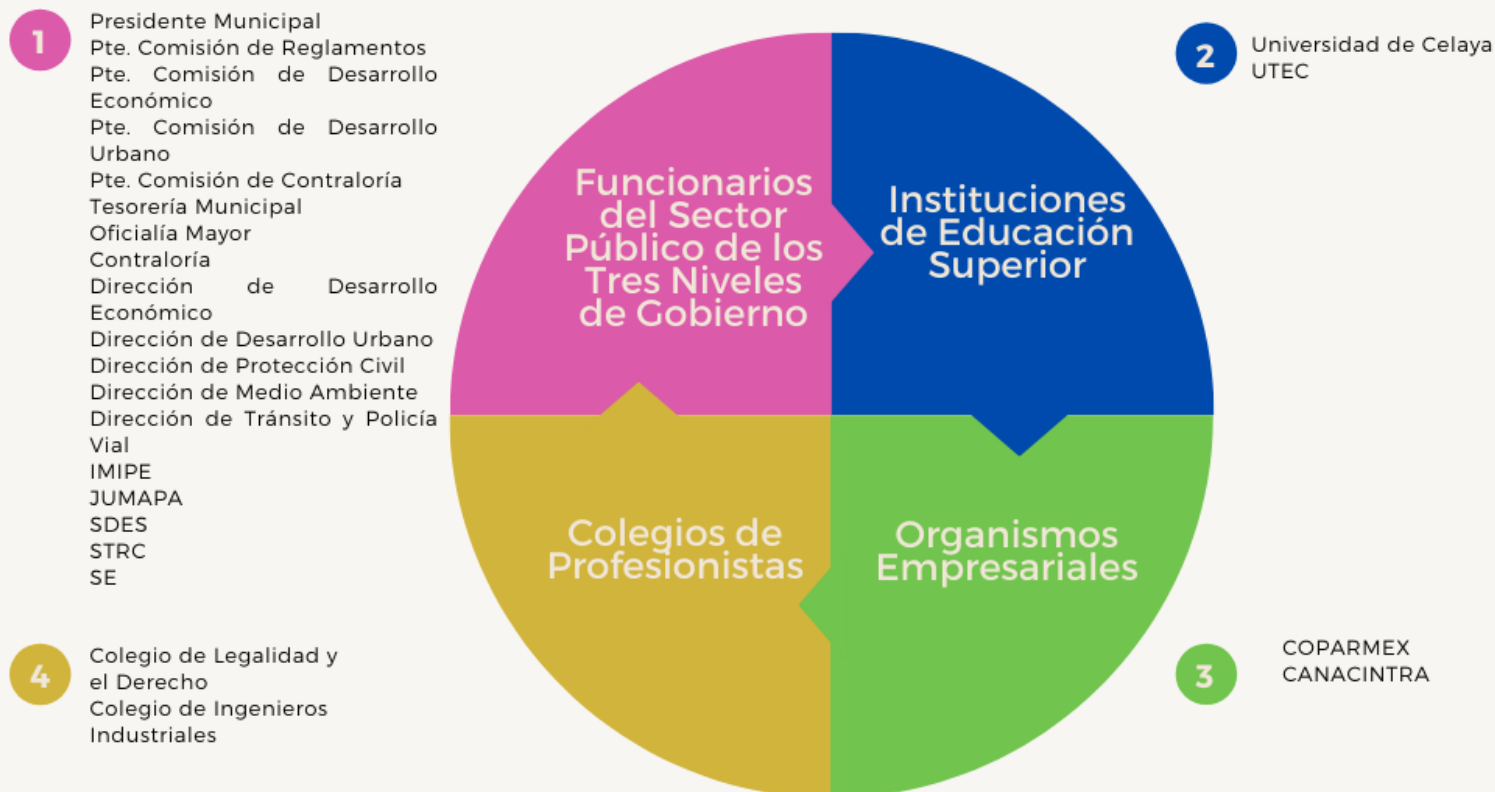 1
Presidente Municipal
Pte. Comisión de Reglamentos
Pte. Comisión de Desarrollo
Económico
Pte. Comisión de Desarrollo
Urbano
Pte. Comisión de Contraloría
Tesorería Municipal
Oficialía Mayor
Contraloría
Dirección de Desarrollo
Económico
Dirección de Desarrollo Urbano
Dirección de Protección Civil
Dirección de Medio Ambiente
Dirección de Tránsito y Policía
Vial
IMIPE
JUMAPA
SDES
STRC
SE
Funcionarios
del Sector
Público de los
Tres Niveles
de Gobierno
2
Universidad de Celaya
UTEC
Instituciones
de Educación
Superior
3
COPARMEX
CANACINTRA
Organismos
Empresariales
4
Colegio de Legalidad y
el Derecho
Colegio de Ingenieros
Industriales
Colegios de
Profesionistas